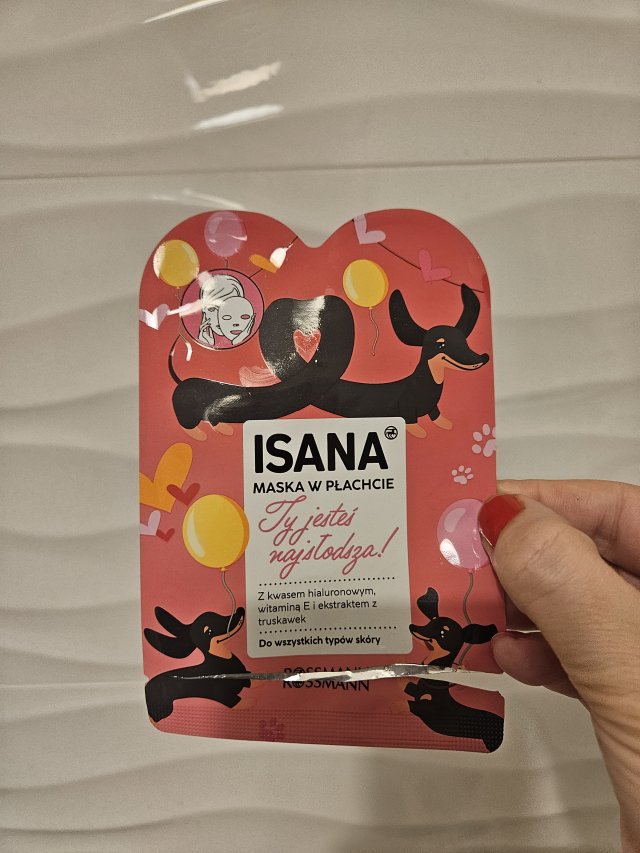 ISANA
MASKA W PŁACHCIE
Ty jesteś
najsłodsza!
Z kwasem hialuronowym,
witaminą E i ekstraktem z
truskawek
Do wszystkich typów skóry
ROSSMANN